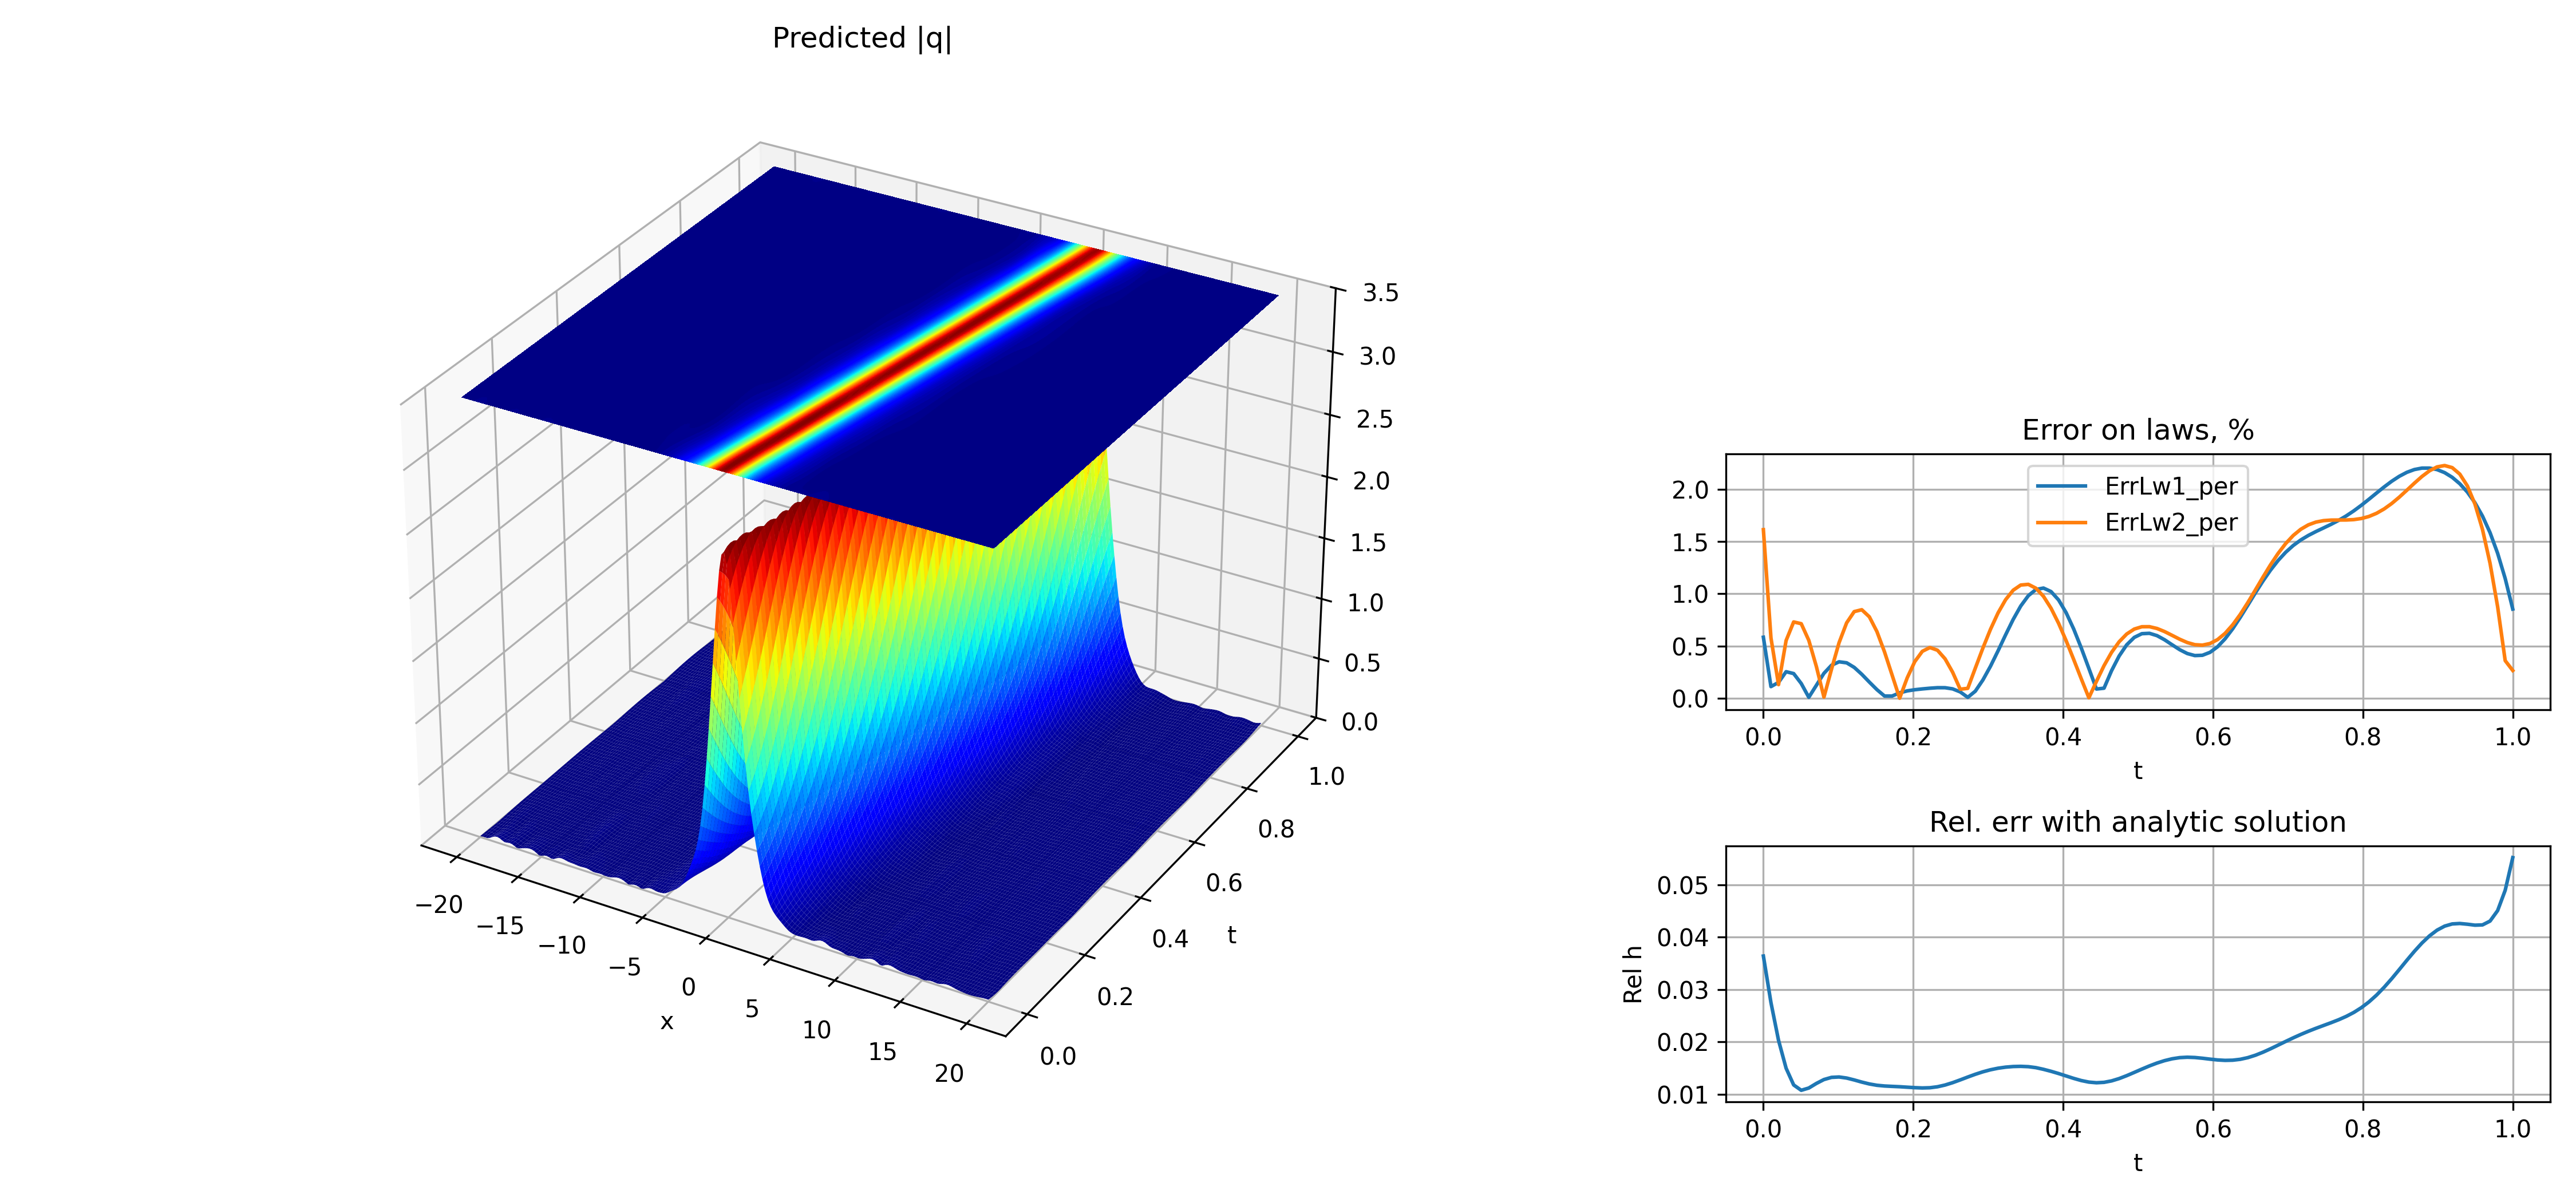 Predicted |q|
3.5
3.0
2.5
2.0
1.5
1.0
0.5
0.0
−20
−15
−10
−5
0
5
10
15
20
x
0.0
0.2
0.4
0.6
0.8
1.0
t
Error on laws, %
2.0
1.5
1.0
0.5
0.0
ErrLw1_per
ErrLw2_per
0.0 0.2 0.4 0.6 0.8 1.0
t
Rel. err with analytic solution
Rel h
0.05
0.04
0.03
0.02
0.01
0.0 0.2 0.4 0.6 0.8 1.0
t